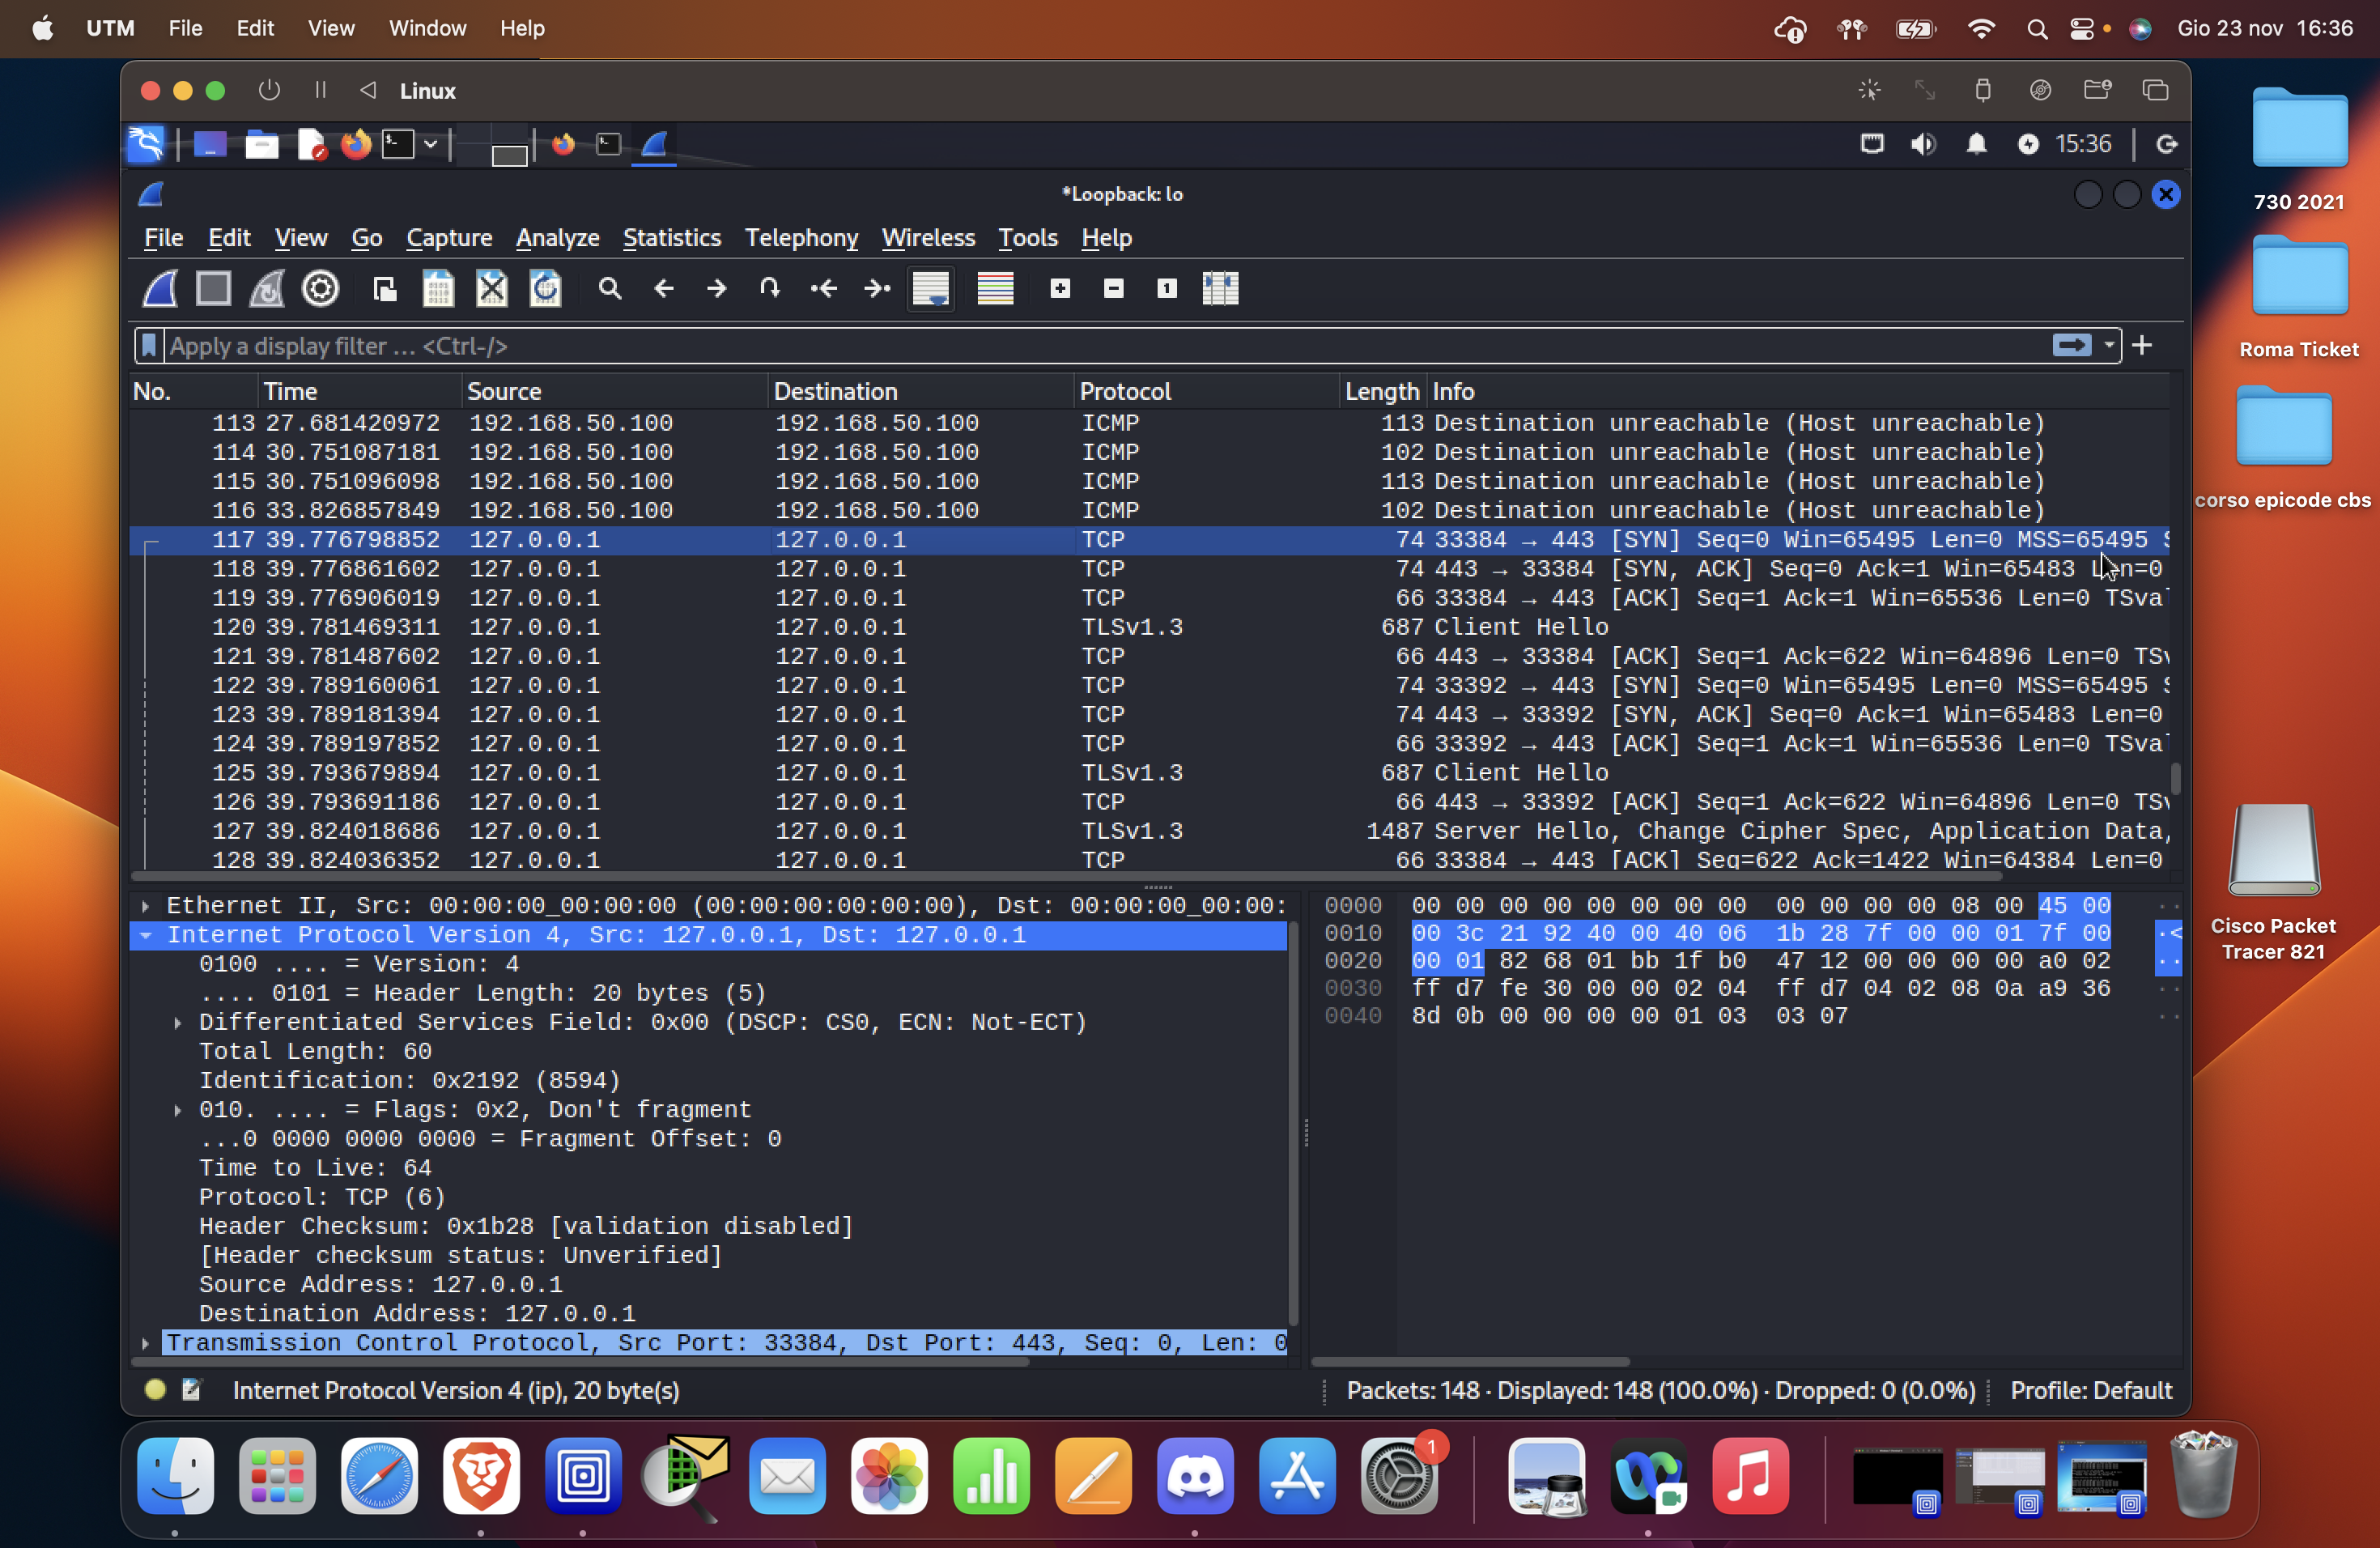 UTM File Edit View Window Help Gio 23 nov 16:36
Linux
15:36
*Loopback: lo
File Edit View Go Capture Analyze Statistics Telephony Wireless Tools Help
Apply a display filter … <Ctrl-/>
No. Time Source Destination Protocol Length Info
113 27.681420972 192.168.50.100 192.168.50.100 ICMP 113 Destination unreachable (Host unreachable)
114 30.751087181 192.168.50.100 192.168.50.100 ICMP 102 Destination unreachable (Host unreachable)
115 30.751096098 192.168.50.100 192.168.50.100 ICMP 113 Destination unreachable (Host unreachable)
116 33.826857849 192.168.50.100 192.168.50.100 ICMP 102 Destination unreachable (Host unreachable)
117 39.776798852 127.0.0.1 127.0.0.1 TCP 74 33384 → 443 [SYN] Seq=0 Win=65495 Len=0 MSS=65495
118 39.776861602 127.0.0.1 127.0.0.1 TCP 74 443 → 33384 [SYN, ACK] Seq=0 Ack=1 Win=65483 Len=0
119 39.776906019 127.0.0.1 127.0.0.1 TCP 66 33384 → 443 [ACK] Seq=1 Ack=1 Win=65536 Len=0 TSval
120 39.781469311 127.0.0.1 127.0.0.1 TLSv1.3 687 Client Hello
121 39.781487602 127.0.0.1 127.0.0.1 TCP 66 443 → 33384 [ACK] Seq=1 Ack=622 Win=64896 Len=0 TSv
122 39.789160061 127.0.0.1 127.0.0.1 TCP 74 33392 → 443 [SYN] Seq=0 Win=65495 Len=0 MSS=65495
123 39.789181394 127.0.0.1 127.0.0.1 TCP 74 443 → 33392 [SYN, ACK] Seq=0 Ack=1 Win=65483 Len=0
124 39.789197852 127.0.0.1 127.0.0.1 TCP 66 33392 → 443 [ACK] Seq=1 Ack=1 Win=65536 Len=0 TSval
125 39.793679894 127.0.0.1 127.0.0.1 TLSv1.3 687 Client Hello
126 39.793691186 127.0.0.1 127.0.0.1 TCP 66 443 → 33392 [ACK] Seq=1 Ack=622 Win=64896 Len=0 TSv
127 39.824018686 127.0.0.1 127.0.0.1 TLSv1.3 1487 Server Hello, Change Cipher Spec, Application Data,
128 39.824036352 127.0.0.1 127.0.0.1 TCP 66 33384 → 443 [ACK] Seq=622 Ack=1422 Win=64384 Len=0
Ethernet II, Src: 00:00:00_00:00:00 (00:00:00:00:00:00), Dst: 00:00:00_00:00:
Internet Protocol Version 4, Src: 127.0.0.1, Dst: 127.0.0.1
0100 .... = Version: 4
.... 0101 = Header Length: 20 bytes (5)
Differentiated Services Field: 0x00 (DSCP: CS0, ECN: Not-ECT)
Total Length: 60
Identification: 0x2192 (8594)
010. .... = Flags: 0x2, Don't fragment
...0 0000 0000 0000 = Fragment Offset: 0
Time to Live: 64
Protocol: TCP (6)
Header Checksum: 0x1b28 [validation disabled]
[Header checksum status: Unverified]
Source Address: 127.0.0.1
Destination Address: 127.0.0.1
Transmission Control Protocol, Src Port: 33384, Dst Port: 443, Seq: 0, Len: 0
0000 00 00 00 00 00 00 00 00 00 00 00 00 08 00 45 00 ··
0010 00 3c 21 92 40 00 40 06 1b 28 7f 00 00 01 7f 00 ·<
0020 00 01 82 68 01 bb 1f b0 47 12 00 00 00 00 a0 02 ··
0030 ff d7 fe 30 00 00 02 04 ff d7 04 02 08 0a a9 36 ··
0040 8d 0b 00 00 00 00 01 03 03 07 ··
Internet Protocol Version 4 (ip), 20 byte(s)
Packets: 148 · Displayed: 148 (100.0%) · Dropped: 0 (0.0%)
Profile: Default
730 2021
Roma Ticket
corso epicode cbs
Cisco Packet
Tracer 821
1